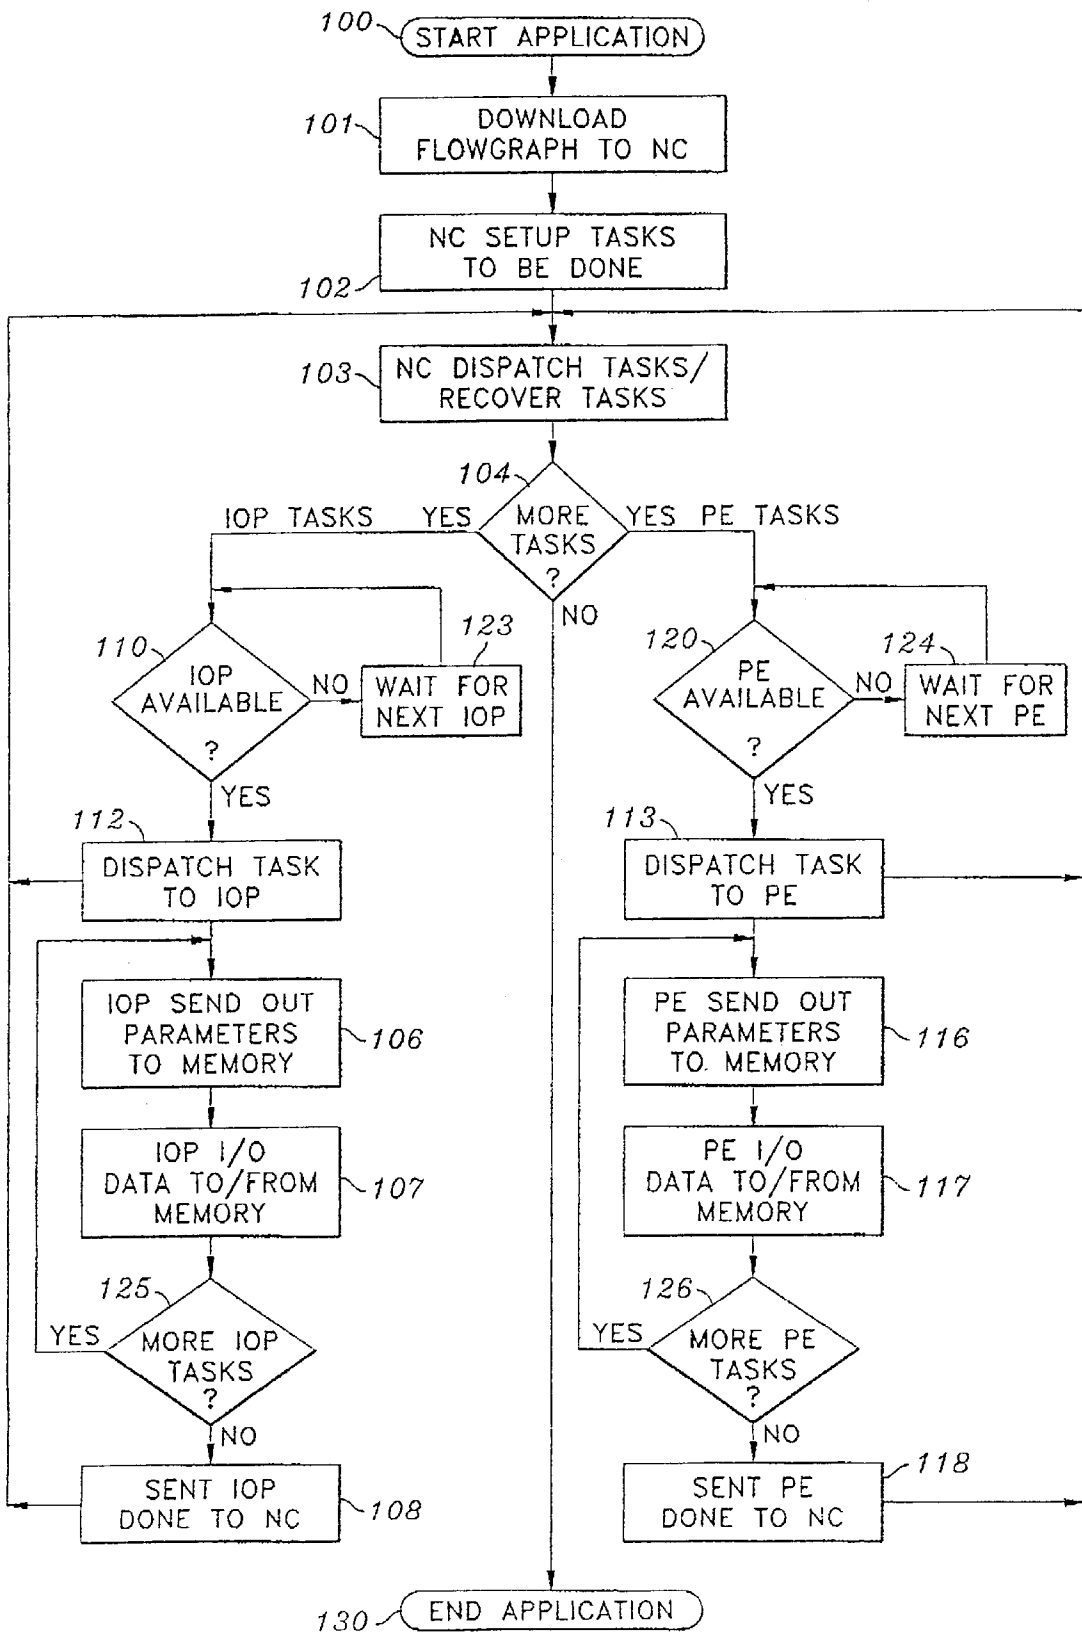 100
START APPLICATION
101
DOWNLOAD
FLOWGRAPH TO NC
102
NC SETUP TASKS
TO BE DONE
103
NC DISPATCH TASKS/
RECOVER TASKS
104
MORE
TASKS
?
IOP TASKS YES
YES PE TASKS
NO
110
IOP
AVAILABLE
?
NO
123
WAIT FOR
NEXT IOP
YES
120
PE
AVAILABLE
?
NO
124
WAIT FOR
NEXT PE
YES
112
DISPATCH TASK
TO IOP
113
DISPATCH TASK
TO PE
IOP SEND OUT
PARAMETERS
TO MEMORY
106
PE SEND OUT
PARAMETERS
TO MEMORY
116
IOP I/O
DATA TO/FROM
MEMORY
107
PE I/O
DATA TO/FROM
MEMORY
117
125
YES
MORE IOP
TASKS
?
NO
126
YES
MORE PE
TASKS
?
NO
SENT IOP
DONE TO NC
108
SENT PE
DONE TO NC
118
130
END APPLICATION